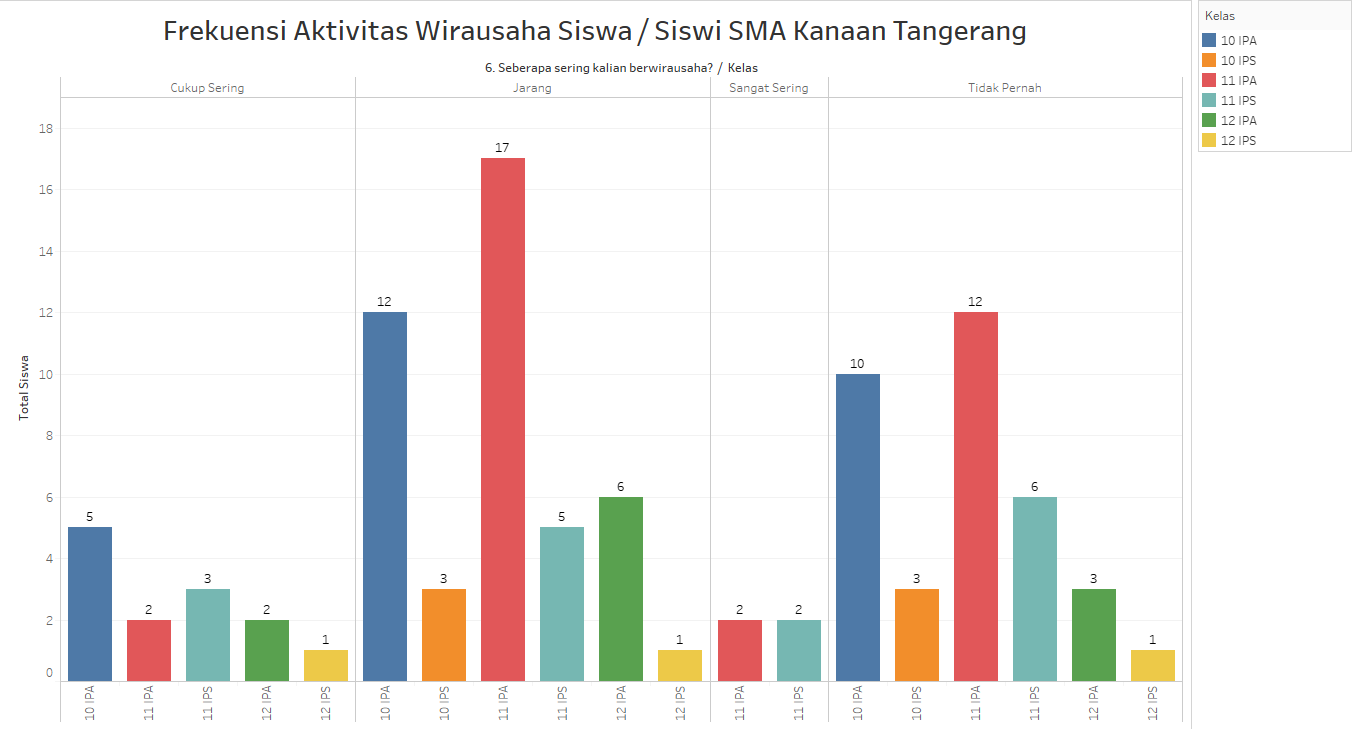 Frekuensi Aktivitas Wirausaha Siswa / Siswi SMA Kanaan Tangerang
6. Seberapa sering kalian berwirausaha? / Kelas
Cukup Sering Jarang Sangat Sering Tidak Pernah
Total Siswa
18
16
14
12
10
8
6
4
2
0
5 2 3 2 1
12 3 17 5 6 1
2 2
10 3 12 6 3 1
10 IPA 11 IPA 11 IPS 12 IPA 12 IPS
10 IPA 10 IPS 11 IPA 11 IPS 12 IPA 12 IPS
11 IPA 11 IPS
10 IPA 10 IPS 11 IPA 11 IPS 12 IPA 12 IPS
Kelas
10 IPA
10 IPS
11 IPA
11 IPS
12 IPA
12 IPS